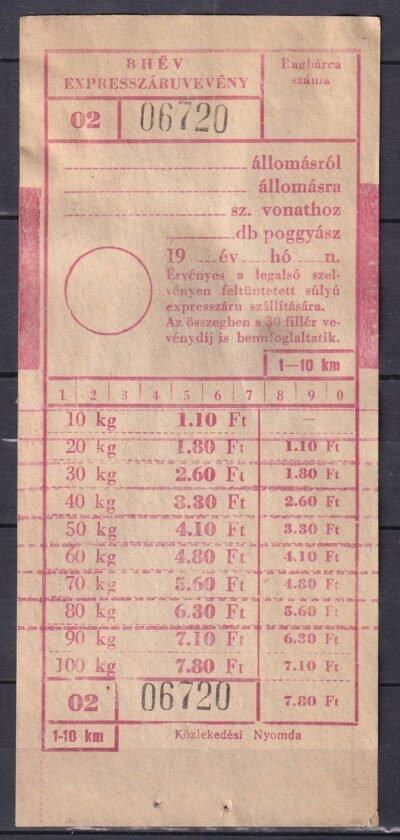 BHÉV
EXPRESSZÁRUVEVÉNY
Ragbárca
száma
02 06720
állomásról
állomásra
sz. vonathoz
db poggyász
19 év hó n.
Érvényes a legalsó szel-
vényen feltüntetett súlyú
expresszáru szállítására.
Az összegben a 30 fillér ve-
vénydíj is bennfoglaltatik.
1—10 km
1 2 3 4 5 6 7 8 9 0
10 kg 1.10 Ft —
20 kg 1.80 Ft 1.10 Ft
30 kg 2.60 Ft 1.80 Ft
40 kg 3.30 Ft 2.60 Ft
50 kg 4.10 Ft 3.30 Ft
60 kg 4.80 Ft 4.10 Ft
70 kg 5.60 Ft 4.80 Ft
80 kg 6.30 Ft 5.60 Ft
90 kg 7.10 Ft 6.30 Ft
100 kg 7.80 Ft 7.10 Ft
02 06720 7.80 Ft
1-10 km
Közlekedési Nyomda